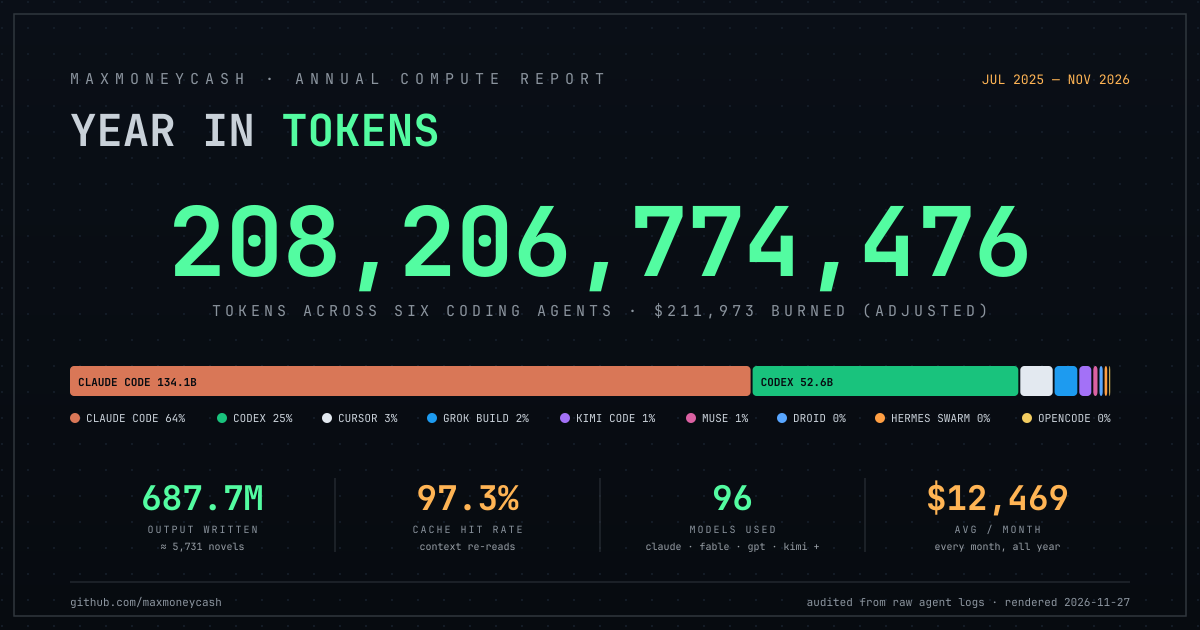 MAXMONEYCASH · ANNUAL COMPUTE REPORT
JUL 2025 — NOV 2026
YEAR IN TOKENS
208,206,774,476
TOKENS ACROSS SIX CODING AGENTS · $211,973 BURNED (ADJUSTED)
CLAUDE CODE 134.1B
CODEX 52.6B
CLAUDE CODE 64%
CODEX 25%
CURSOR 3%
GROK BUILD 2%
KIMI CODE 1%
MUSE 1%
DROID 0%
HERMES SWARM 0%
OPENCODE 0%
687.7M
OUTPUT WRITTEN
≈ 5,731 novels
97.3%
CACHE HIT RATE
context re-reads
96
MODELS USED
claude · fable · gpt · kimi +
$12,469
AVG / MONTH
every month, all year
github.com/maxmoneycash
audited from raw agent logs · rendered 2026-11-27